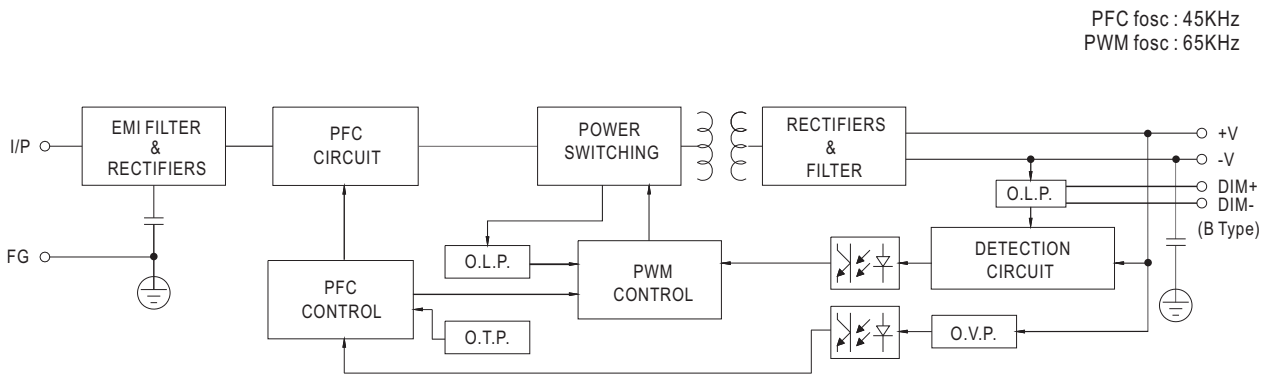 PFC fosc : 45KHz
PWM fosc : 65KHz
I/P
EMI FILTER
&
RECTIFIERS
PFC
CIRCUIT
POWER
SWITCHING
RECTIFIERS
&
FILTER
+V
-V
DIM+
DIM-
(B Type)
O.L.P.
FG
PFC
CONTROL
O.L.P.
O.T.P.
PWM
CONTROL
DETECTION
CIRCUIT
O.V.P.